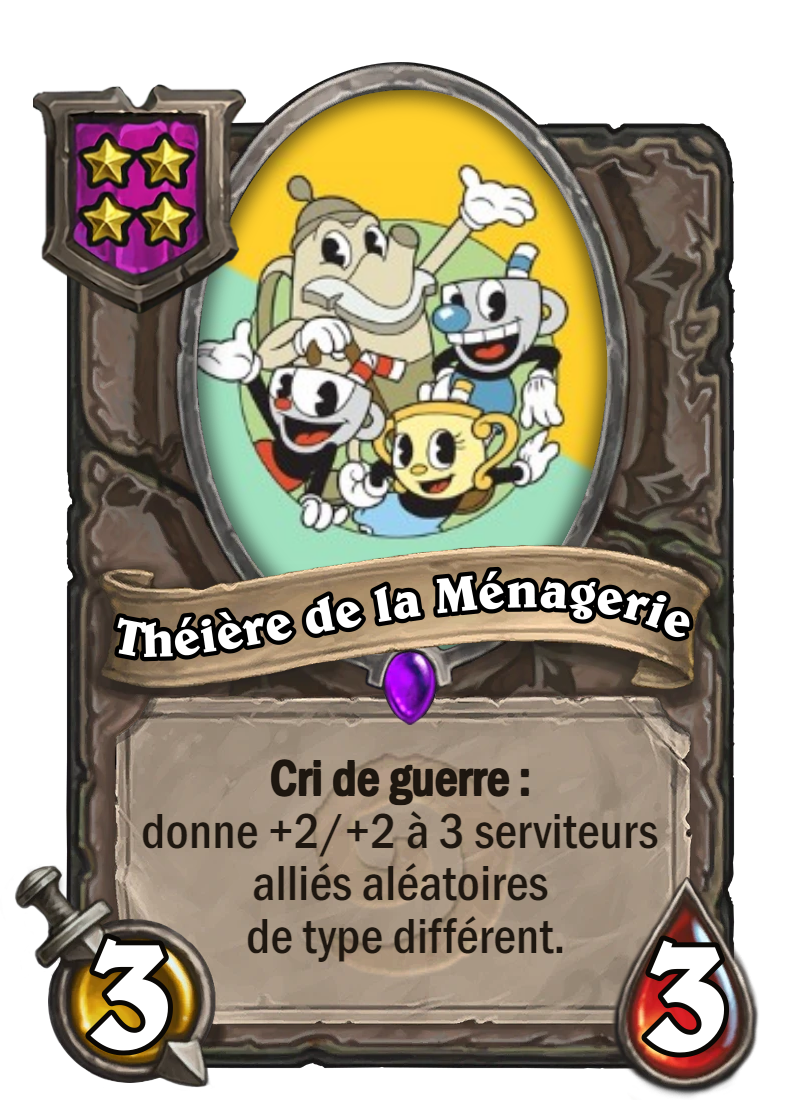 Théière de la Ménagerie
Cri de guerre :
donne +2/+2 à 3 serviteurs
alliés aléatoires
de type différent.
3
3